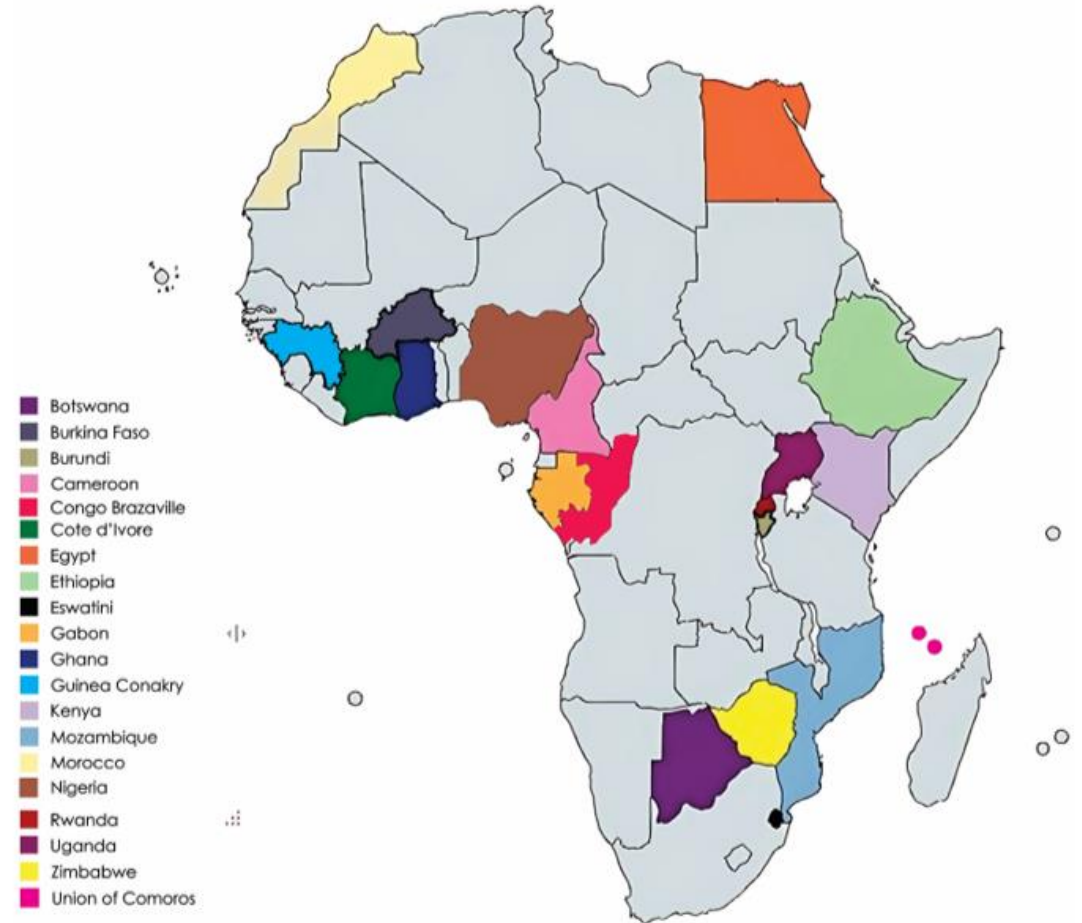 Botswana
Burkina Faso
Burundi
Cameroon
Congo Brazaville
Cote d'Ivore
Egypt
Ethiopia
Eswatini
Gabon
Ghana
Guinea Conakry
Kenya
Mozambique
Morocco
Nigeria
Rwanda
Uganda
Zimbabwe
Union of Comoros